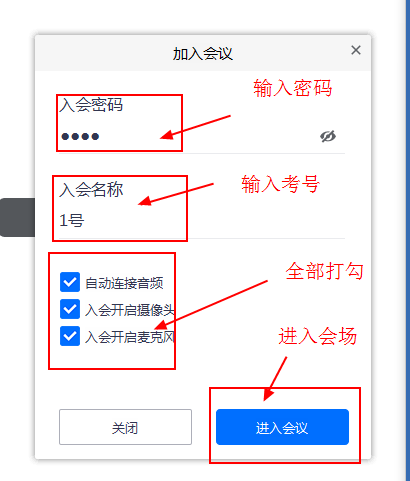 加入会议
入会密码
输入密码
••••
入会名称
输入考号
1号
自动连接音频
全部打勾
入会开启摄像头
入会开启麦克风
进入会场
关闭
进入会议